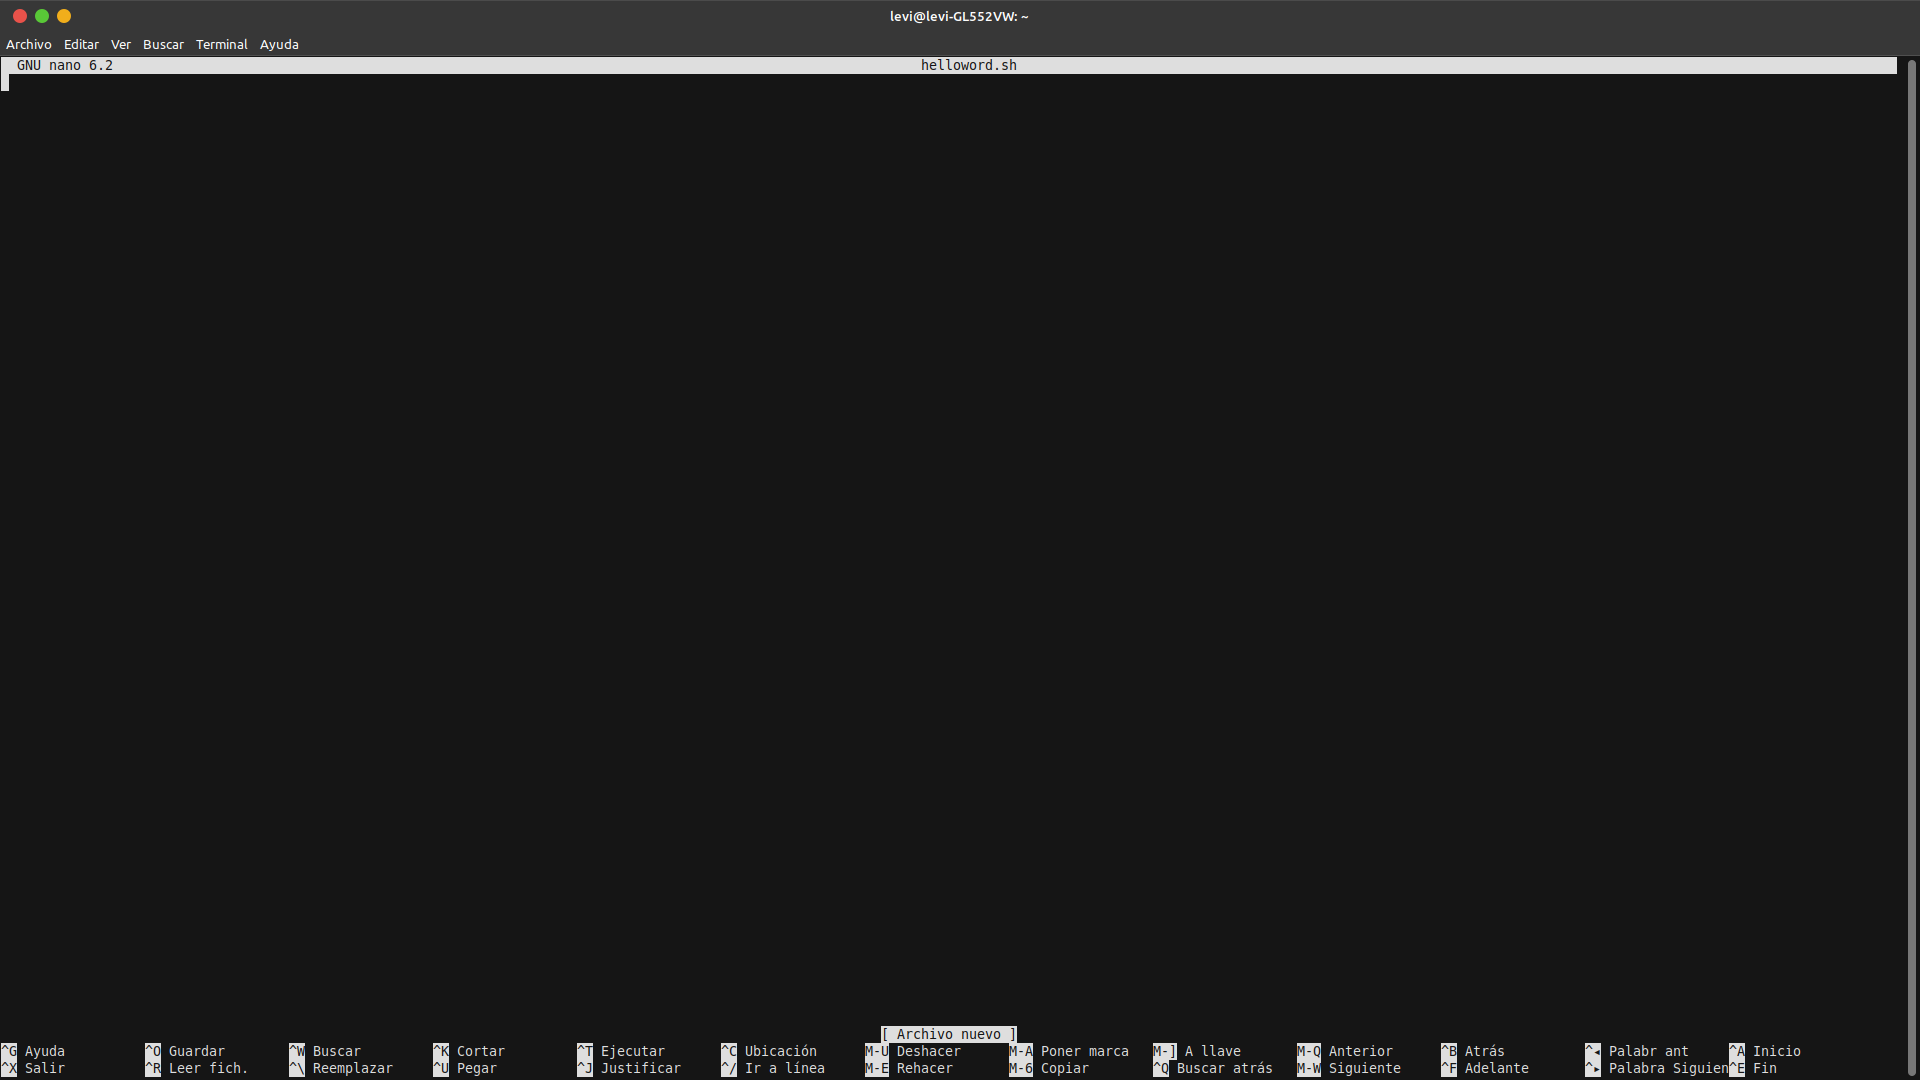 levi@levi-GL552VW: ~
Archivo Editar Ver Buscar Terminal Ayuda
GNU nano 6.2 helloword.sh
[ Archivo nuevo ]
^G Ayuda ^O Guardar ^W Buscar ^K Cortar ^T Ejecutar ^C Ubicación M-U Deshacer M-A Poner marca M-] A llave M-Q Anterior ^B Atrás ^◂ Palabr ant ^A Inicio
^X Salir ^R Leer fich. ^\ Reemplazar ^U Pegar ^J Justificar ^/ Ir a línea M-E Rehacer M-6 Copiar ^Q Buscar atrás M-W Siguiente ^F Adelante ^▸ Palabra Siguien^E Fin